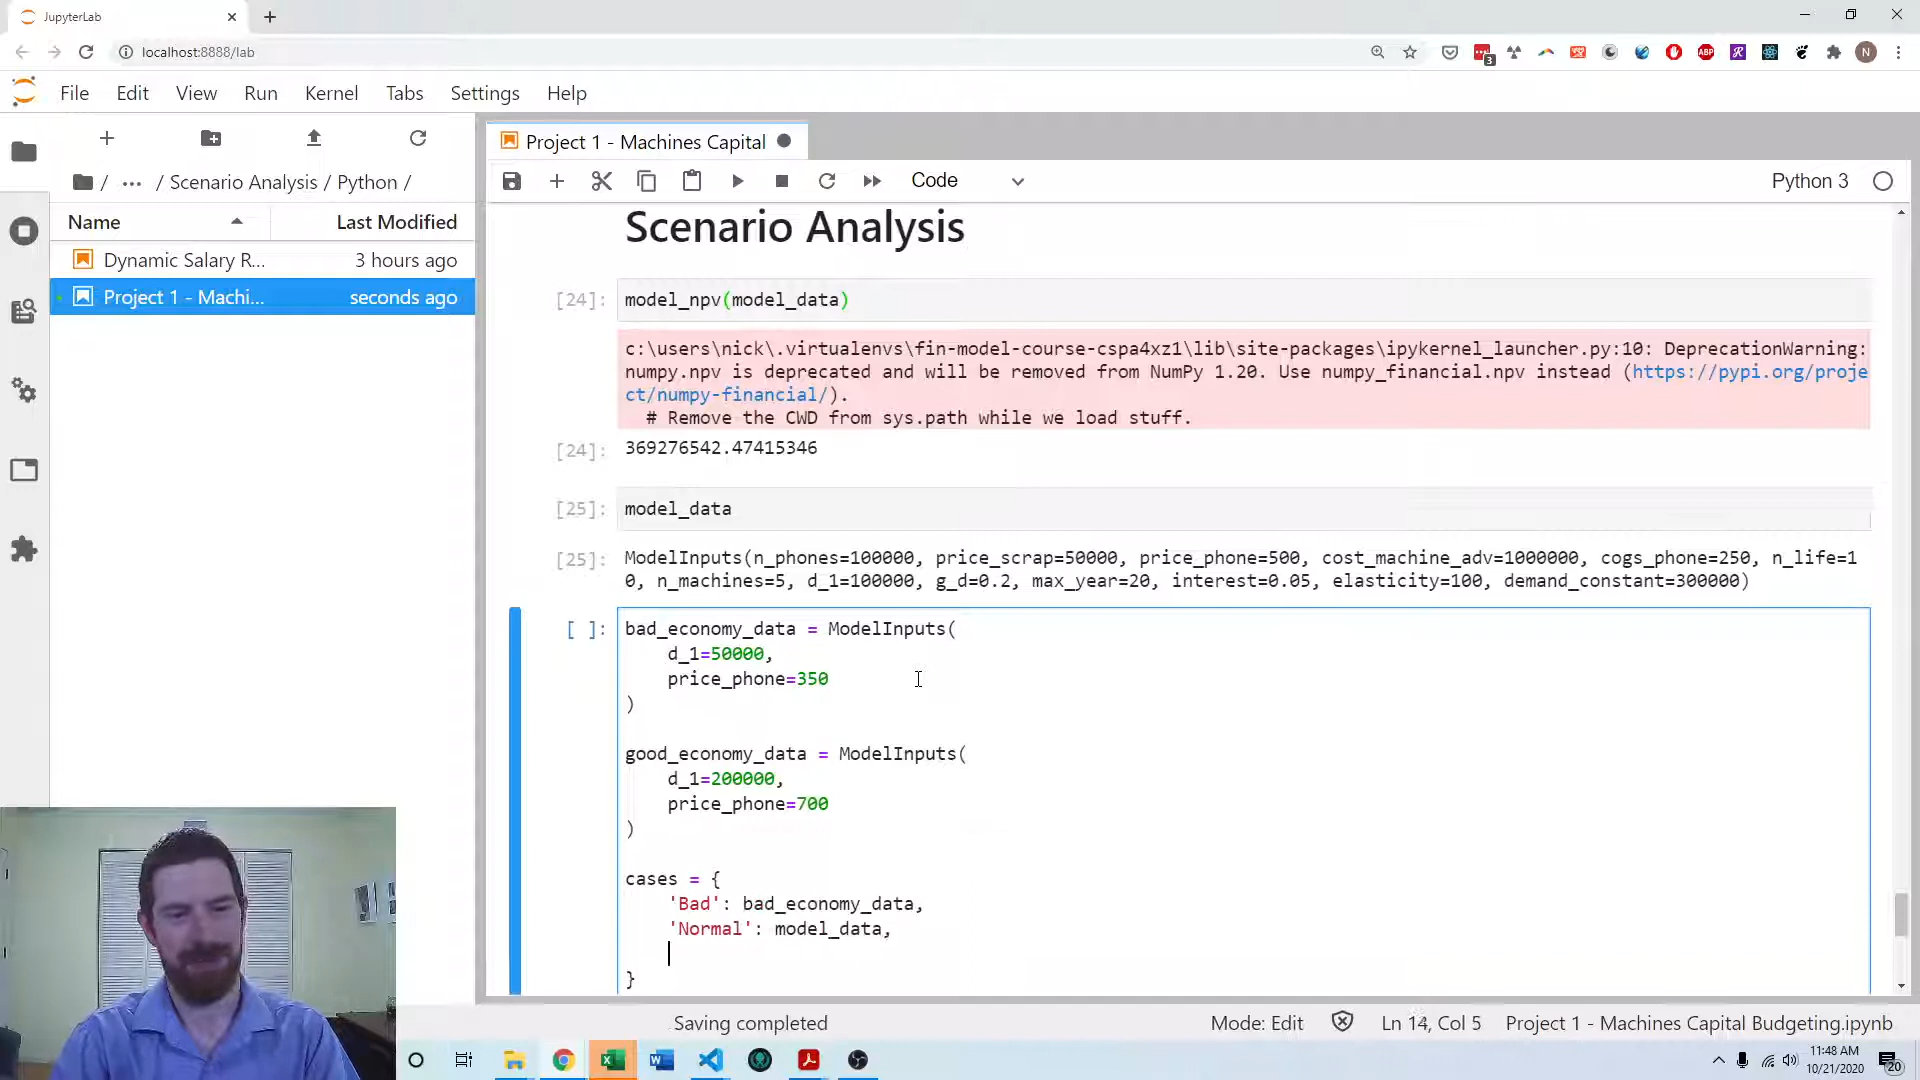 JupyterLab
localhost:8888/lab
3
ABP
N
File Edit View Run Kernel Tabs Settings Help
/ ··· / Scenario Analysis / Python /
Name Last Modified
Dynamic Salary R... 3 hours ago
Project 1 - Machi... seconds ago
Project 1 - Machines Capital
Code
Python 3
Scenario Analysis
[24]: model_npv(model_data)
c:\users\nick\.virtualenvs\fin-model-course-cspa4xz1\lib\site-packages\ipykernel_launcher.py:10: DeprecationWarning:
numpy.npv is deprecated and will be removed from NumPy 1.20. Use numpy_financial.npv instead (https://pypi.org/proje
ct/numpy-financial/).
# Remove the CWD from sys.path while we load stuff.
[24]: 369276542.47415346
[25]: model_data
[25]: ModelInputs(n_phones=100000, price_scrap=50000, price_phone=500, cost_machine_adv=1000000, cogs_phone=250, n_life=1
0, n_machines=5, d_1=100000, g_d=0.2, max_year=20, interest=0.05, elasticity=100, demand_constant=300000)
[ ]: bad_economy_data = ModelInputs(
d_1=50000,
price_phone=350
)
good_economy_data = ModelInputs(
d_1=200000,
price_phone=700
)
cases = {
'Bad': bad_economy_data,
'Normal': model_data,
}
Saving completed
Mode: Edit
Ln 14, Col 5
Project 1 - Machines Capital Budgeting.ipynb
11:48 AM
10/21/2020
20